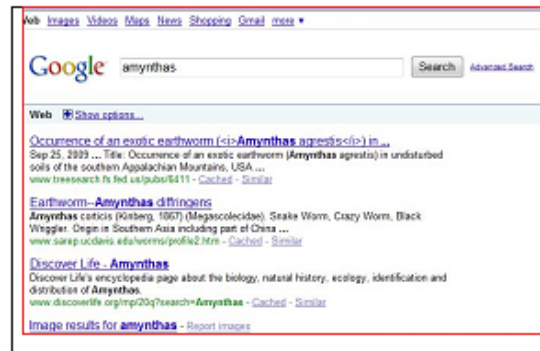 Web Images Videos Maps News Shopping Gmail more ▼
Google amynthas Search Advanced Search
Web Show options...
Occurrence of an exotic earthworm (<i>Amynthas agrestis</i>) in ...
Sep 25, 2009 ... Title: Occurrence of an exotic earthworm (Amynthas agrestis) in undisturbed
soils of the southern Appalachian Mountains, USA ...
www.treesearch.fs.fed.us/pubs/6411 - Cached - Similar
Earthworm--Amynthas diffringens
Amynthas corticis (Kinberg, 1867) (Megascolecidae). Snake Worm, Crazy Worm, Black
Wriggler. Origin in Southern Asia including part of China ...
www.sarep.ucdavis.edu/worms/profile2.htm - Cached - Similar
Discover Life - Amynthas
Discover Life's encyclopedia page about the biology, natural history, ecology, identification and
distribution of Amynthas.
www.discoverlife.org/mp/20q?search=Amynthas - Cached - Similar
Image results for amynthas - Report images